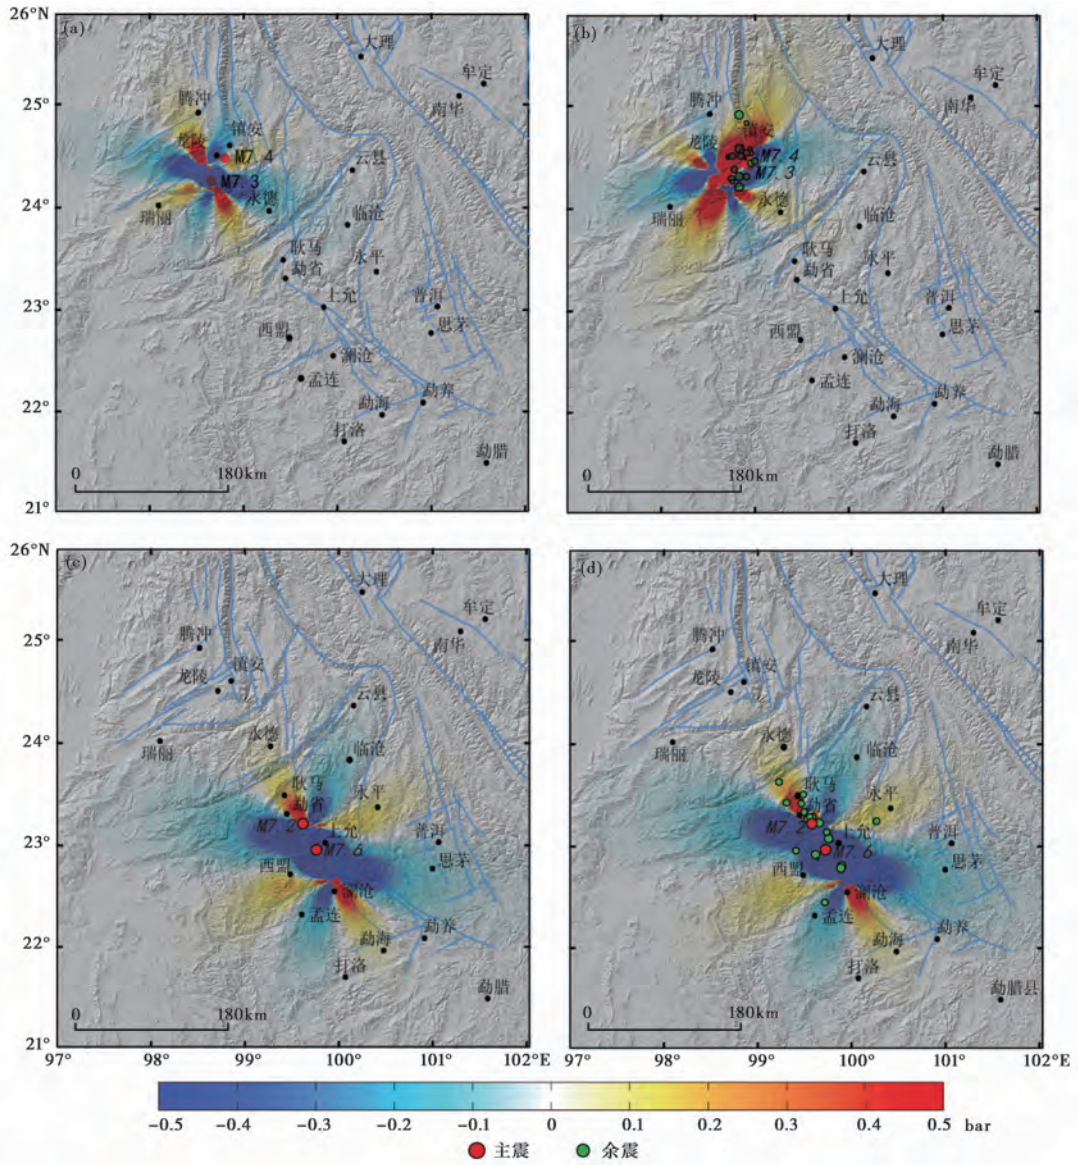 26°N
(a)
大理
牟定
南华
25°
腾冲
龙陵
镇安
M7.4
M7.3
云县
24°
瑞丽
永德
临沧
耿马
勐省
永平
23°
上允
普洱
思茅
西盟
澜沧
孟连
22°
勐海
勐养
打洛
勐腊
0
180km
21°
(b)
大理
牟定
南华
腾冲
龙陵
镇安
M7.4
M7.3
云县
瑞丽
永德
临沧
耿马
勐省
永平
上允
普洱
思茅
西盟
澜沧
孟连
勐海
勐养
打洛
勐腊
0
180km
26°N
(c)
大理
牟定
南华
25°
腾冲
龙陵
镇安
云县
24°
瑞丽
永德
临沧
耿马
勐省
永平
M7.2
23°
上允
M7.6
普洱
思茅
西盟
澜沧
孟连
22°
勐海
勐养
打洛
勐腊
0
180km
21°
97°
98°
99°
100°
101°
102°E
(d)
大理
牟定
南华
腾冲
龙陵
镇安
云县
瑞丽
永德
临沧
耿马
勐省
永平
M7.2
上允
M7.6
普洱
思茅
西盟
澜沧
孟连
勐海
勐养
打洛
勐腊县
0
180km
97°
98°
99°
100°
101°
102°E
-0.5
-0.4
-0.3
-0.2
-0.1
0
0.1
0.2
0.3
0.4
0.5
bar
主震
余震